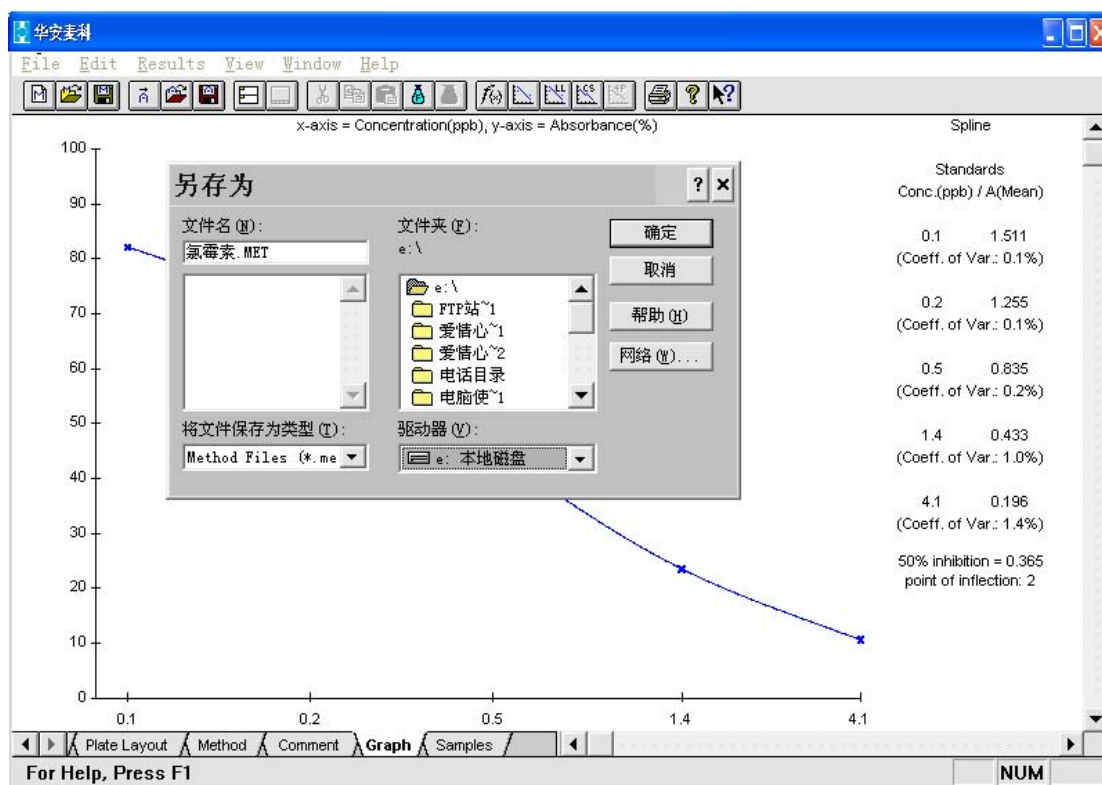 华安麦科
File Edit Results View Window Help
x-axis = Concentration(ppb), y-axis = Absorbance(%)
Spline
Standards
Conc.(ppb) / A(Mean)
0.1 1.511
(Coeff. of Var.: 0.1%)
0.2 1.255
(Coeff. of Var.: 0.1%)
0.5 0.835
(Coeff. of Var.: 0.2%)
1.4 0.433
(Coeff. of Var.: 1.0%)
4.1 0.196
(Coeff. of Var.: 1.4%)
50% inhibition = 0.365
point of inflection: 2
100
90
80
70
60
50
40
30
20
10
0
0.1 0.2 0.5 1.4 4.1
另存为
文件名(N):
氯霉素.MET
将文件保存为类型(T):
Method Files (*.me
文件夹(F):
e:\
e:\
FTP站~1
爱情心~1
爱情心~2
电话目录
电脑使~1
驱动器(V):
e: 本地磁盘
确定
取消
帮助(H)
网络(W)...
Plate Layout Method Comment Graph Samples
For Help, Press F1
NUM